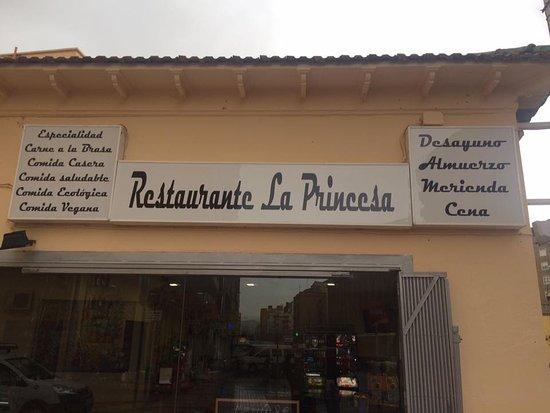 Especialidad
Carne a la Brasa
Comida Casera
Comida saludable
Comida Ecológica
Comida Vegana
Restaurante La Princesa
Desayuno
Almuerzo
Merienda
Cena